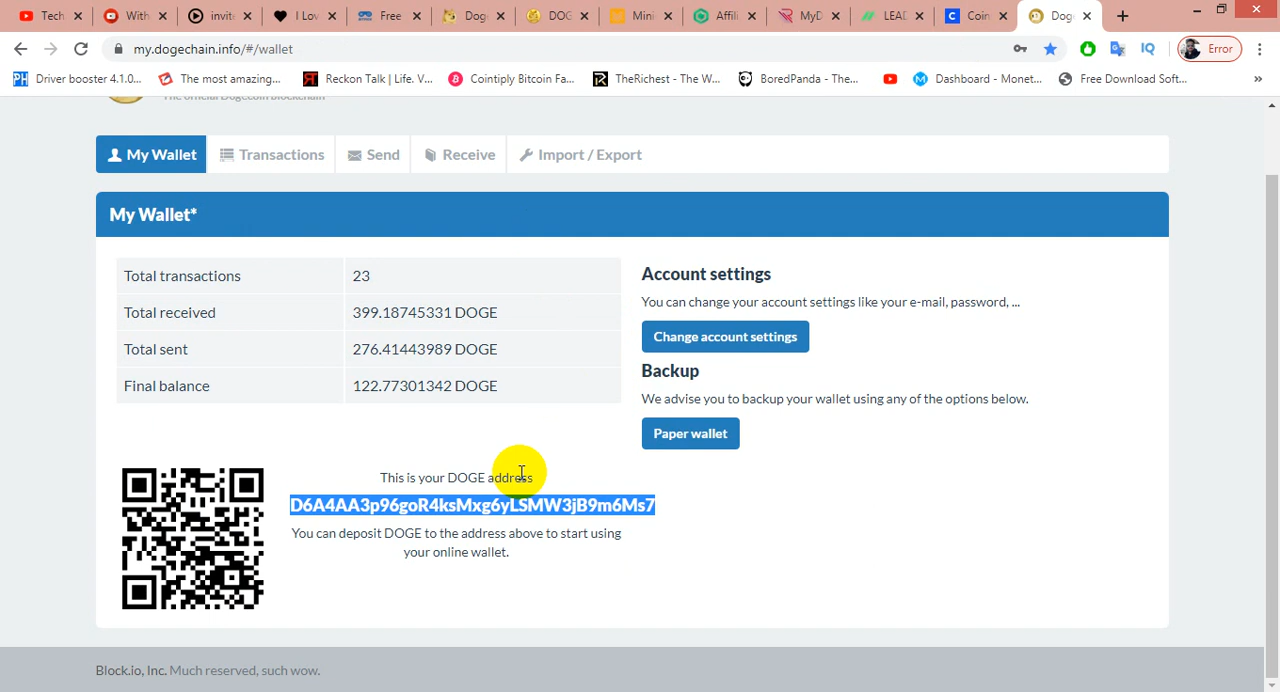 Tech
With
invit
I Lov
Free
Dog
DOG
Mini
Affili
MyD
LEAD
Coin
Dog
my.dogechain.info/#/wallet
IQ
Error
Driver booster 4.1.0...
The most amazing...
Reckon Talk | Life. V...
Cointiply Bitcoin Fa...
TheRichest - The W...
BoredPanda - The...
Dashboard - Monet...
Free Download Soft...
»
My Wallet
Transactions
Send
Receive
Import / Export
My Wallet*
Total transactions 23
Total received 399.18745331 DOGE
Total sent 276.41443989 DOGE
Final balance 122.77301342 DOGE
Account settings
You can change your account settings like your e-mail, password, ...
Change account settings
Backup
We advise you to backup your wallet using any of the options below.
Paper wallet
This is your DOGE address
D6A4AA3p96goR4ksMxg6yLSMW3jB9m6Ms7
You can deposit DOGE to the address above to start using
your online wallet.
Block.io, Inc. Much reserved, such wow.